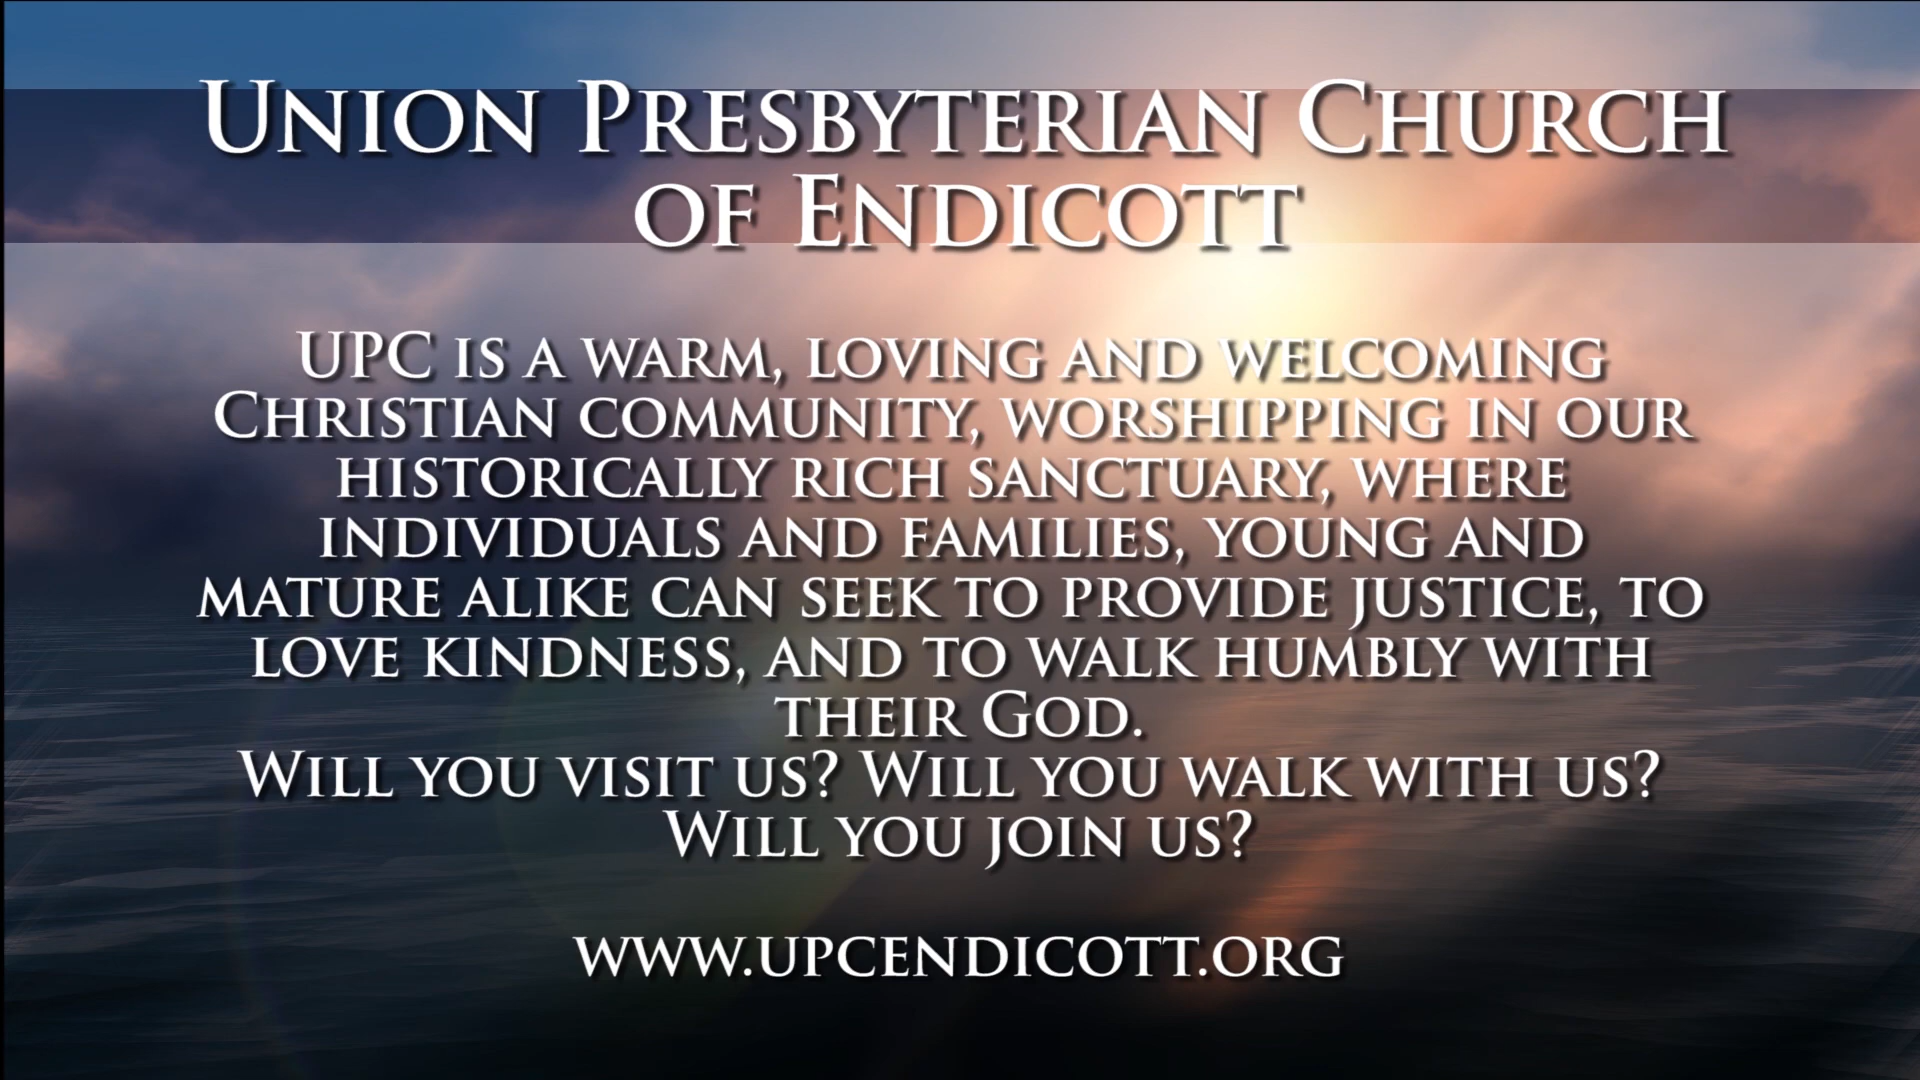 Union Presbyterian Church
of Endicott
UPC is a warm, loving and welcoming
Christian community, worshipping in our
historically rich sanctuary, where
individuals and families, young and
mature alike can seek to provide justice, to
love kindness, and to walk humbly with
their God.
Will you visit us? Will you walk with us?
Will you join us?
www.upcendicott.org